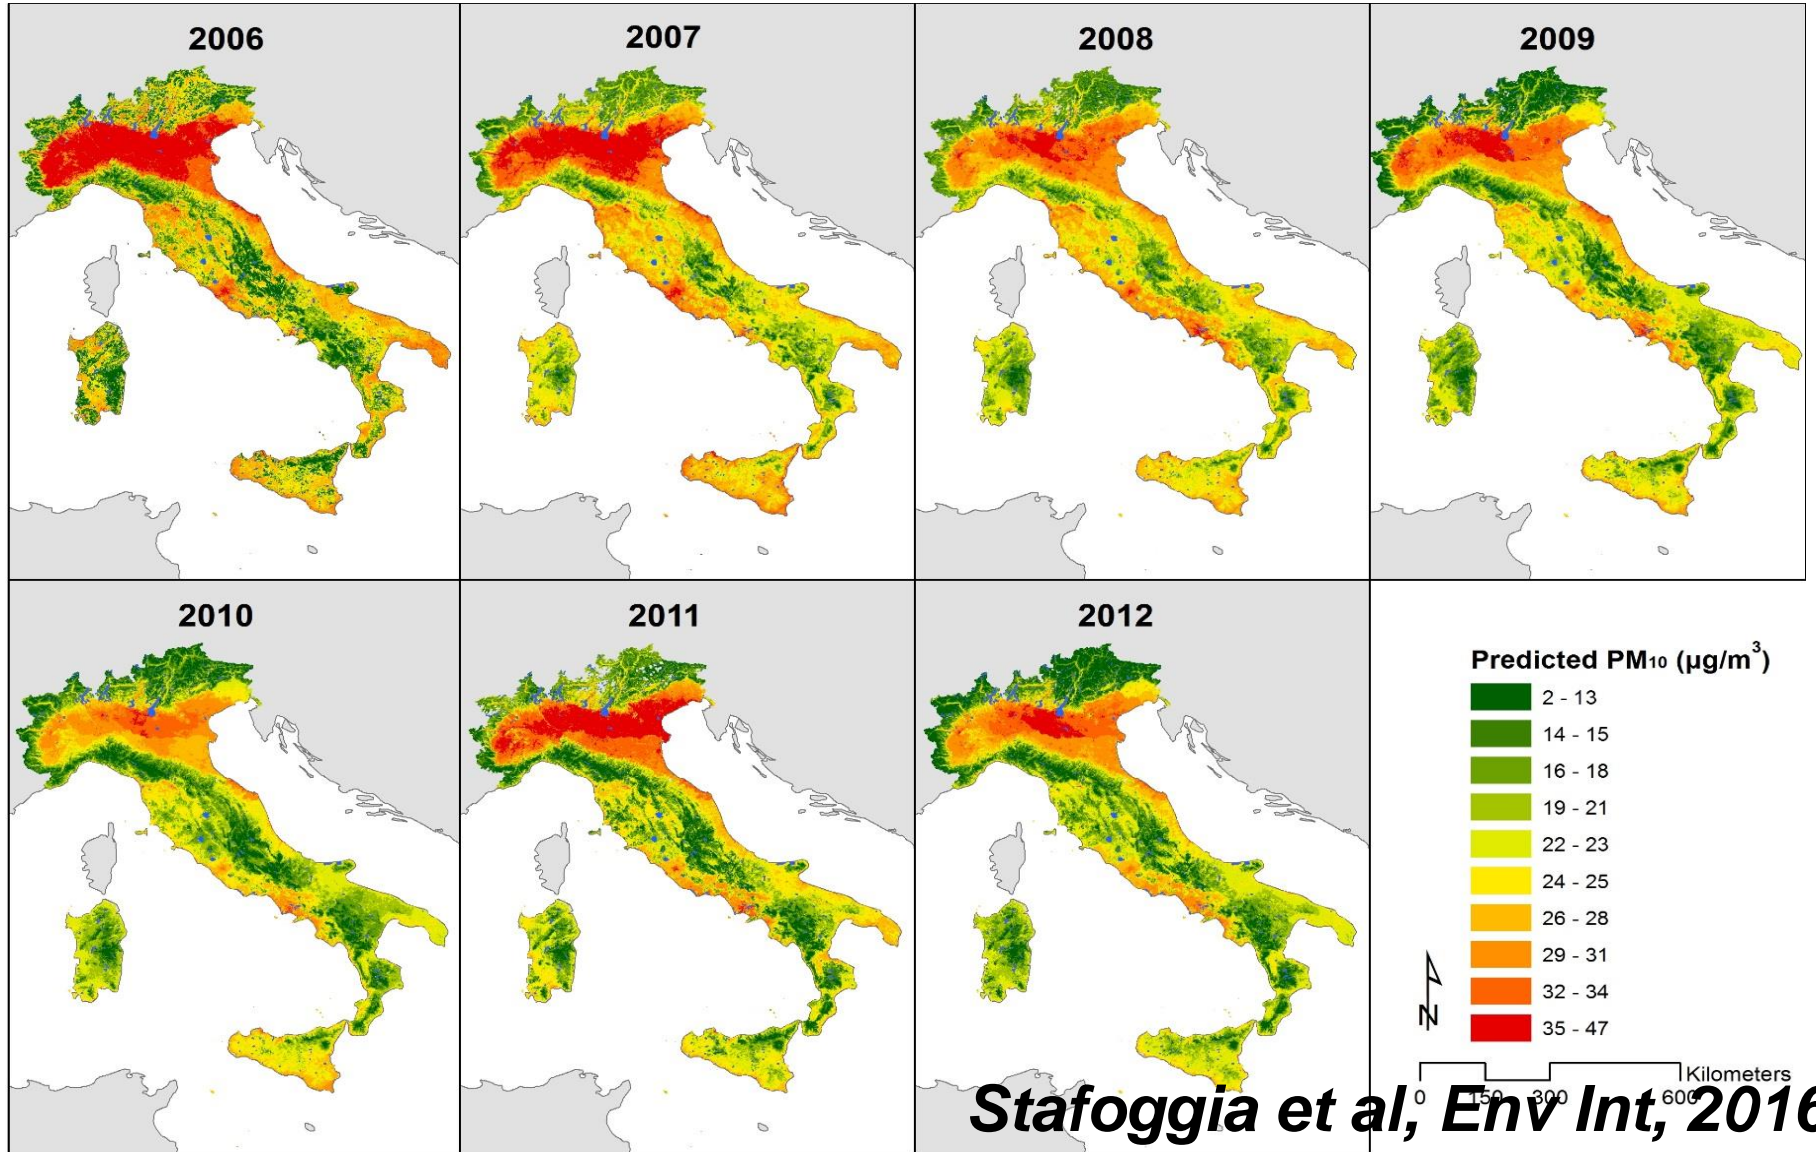 2006
2007
2008
2009
2010
2011
2012
Predicted PM10 (µg/m³)
2 - 13
14 - 15
16 - 18
19 - 21
22 - 23
24 - 25
26 - 28
29 - 31
32 - 34
35 - 47
N
Kilometers
0 150 300 600
Stafoggia et al, Env Int, 2016